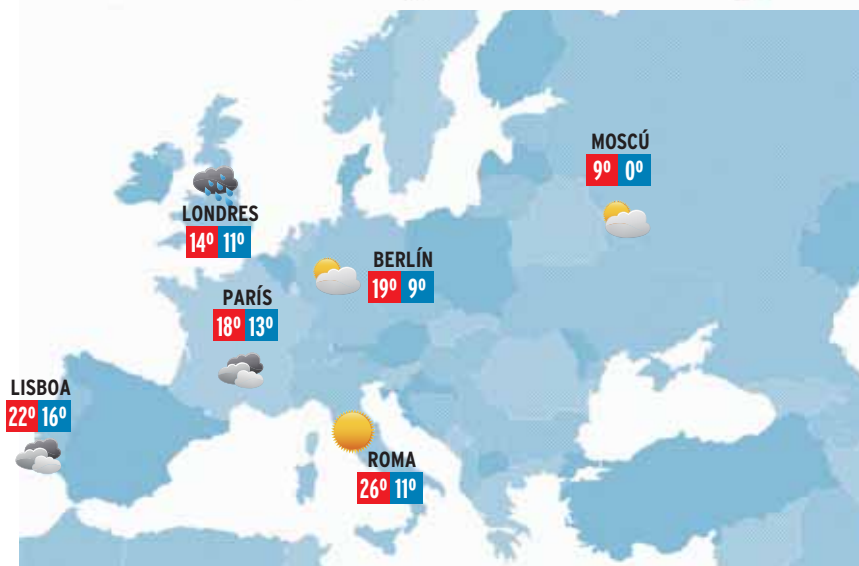 MOSCÚ
9º 0º
LONDRES
14º 11º
BERLÍN
19º 9º
PARÍS
18º 13º
LISBOA
22º 16º
ROMA
26º 11º